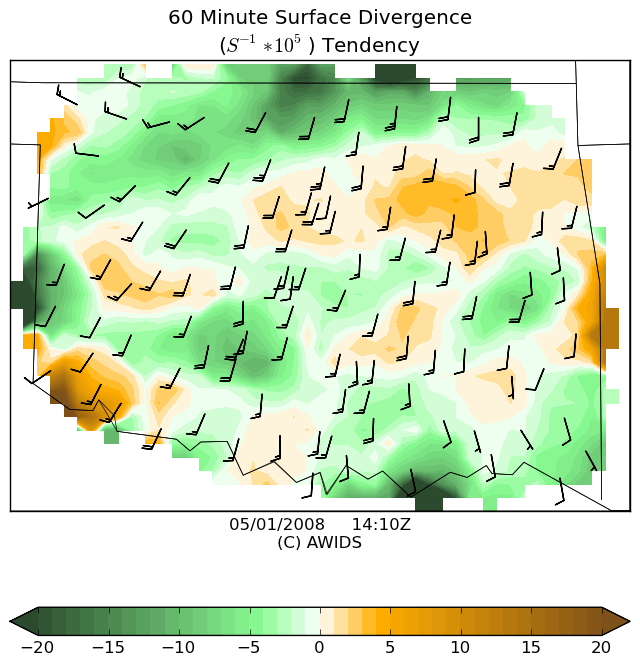 60 Minute Surface Divergence
(S⁻¹ ∗ 10⁵ ) Tendency
05/01/2008 14:10Z
(C) AWIDS
−20 −15 −10 −5 0 5 10 15 20